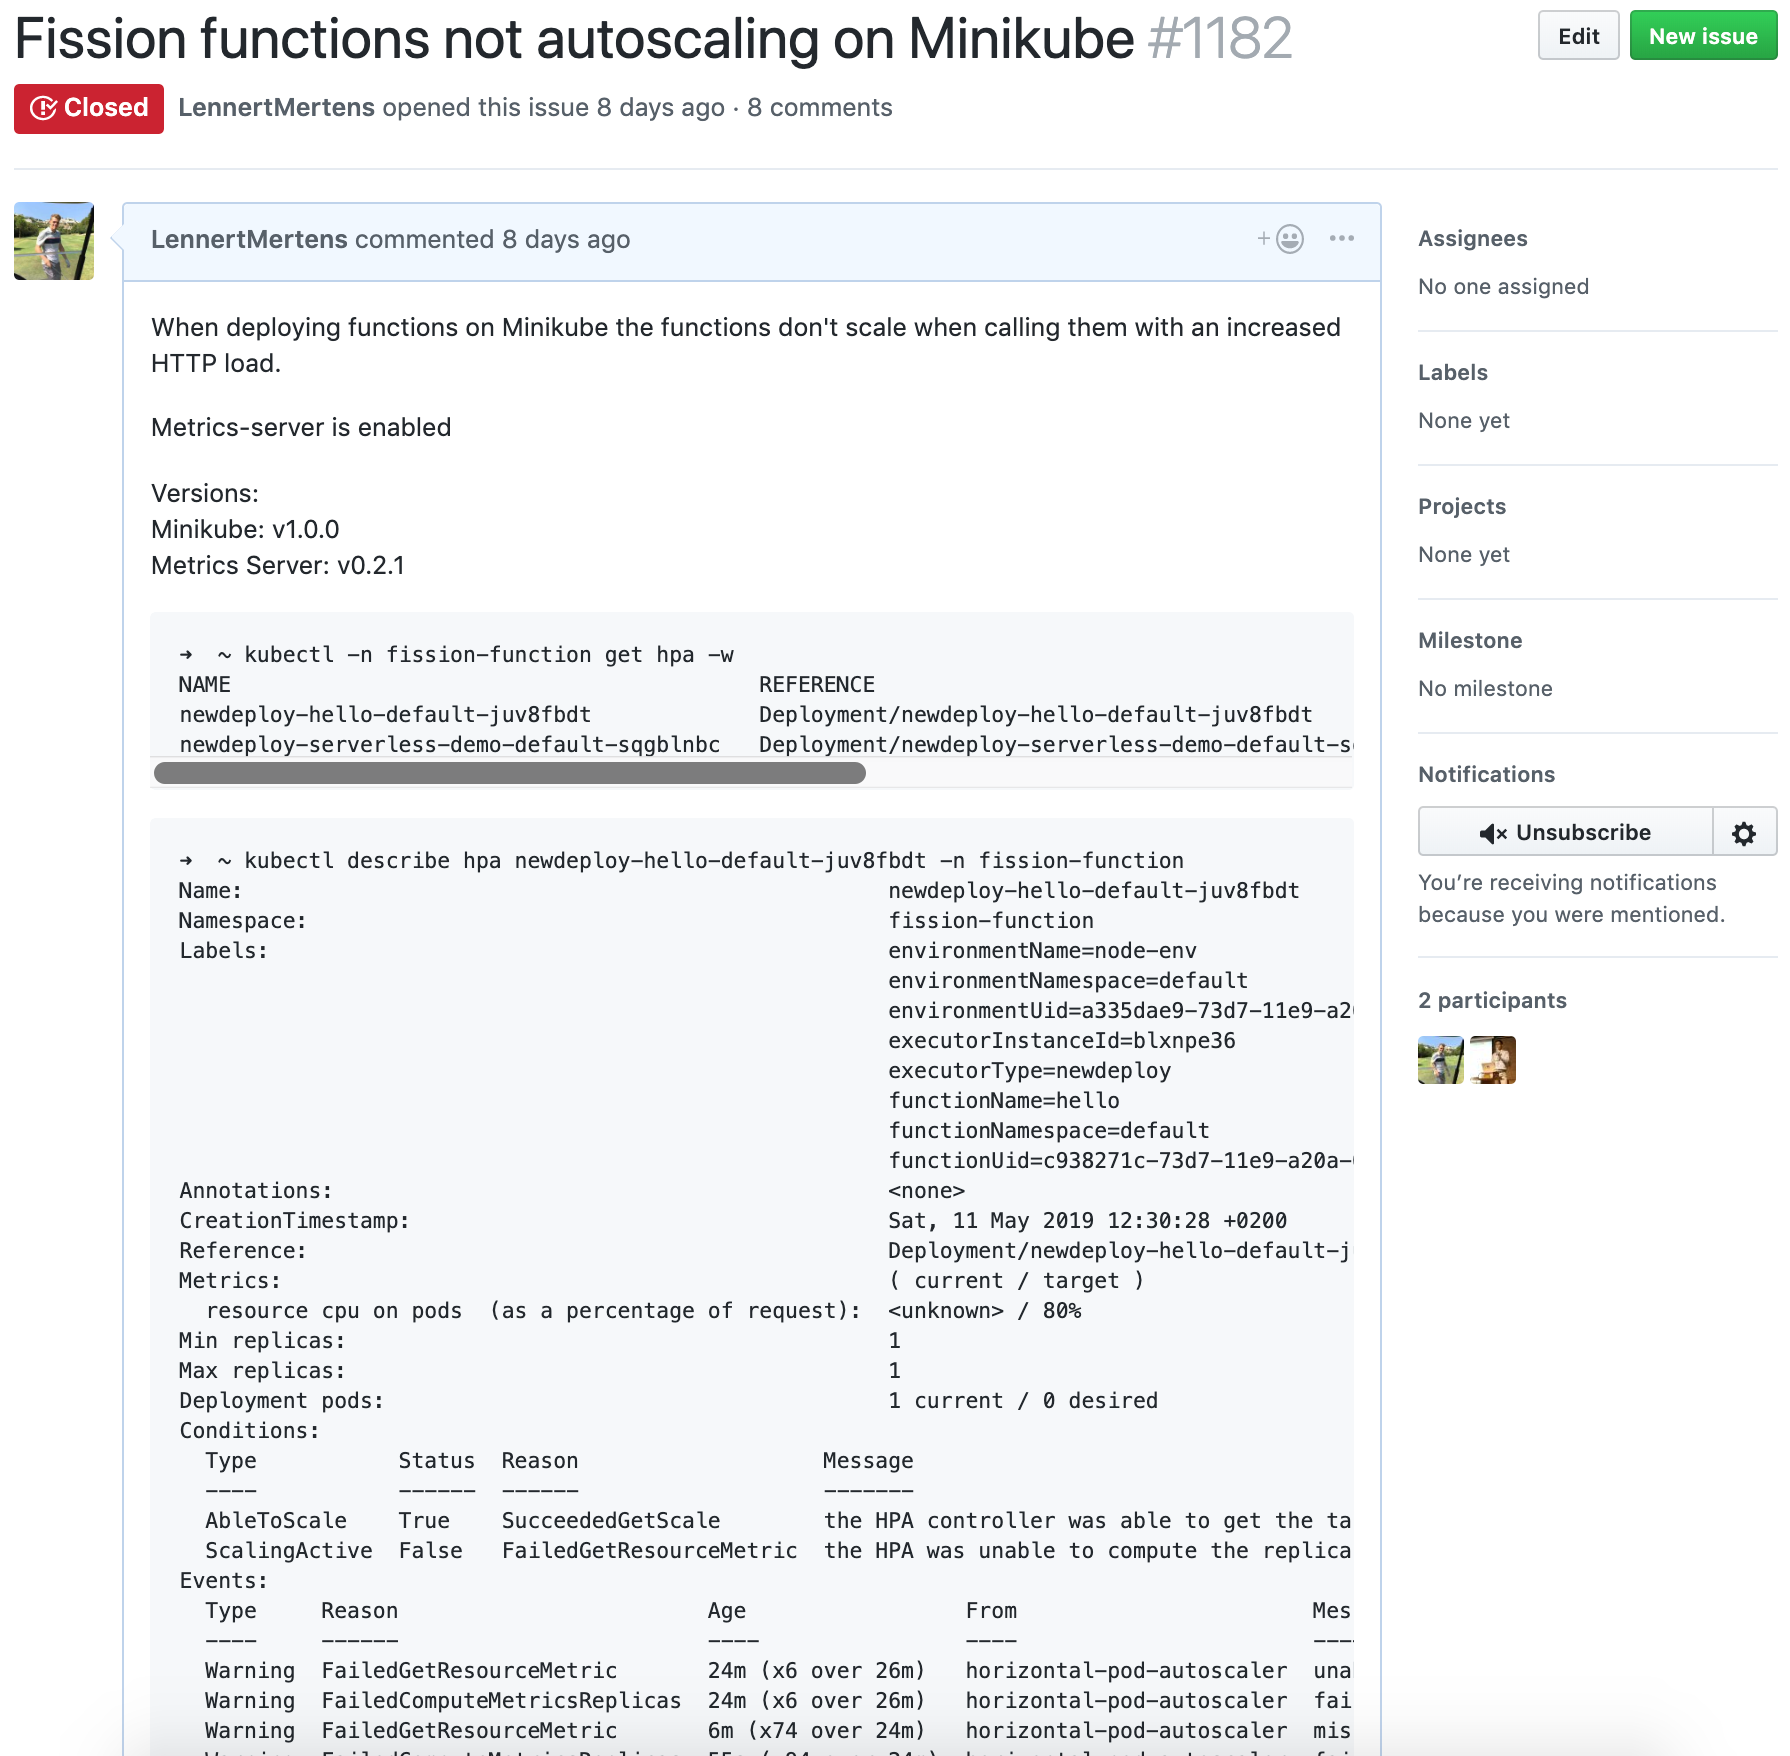 Fission functions not autoscaling on Minikube #1182
Edit
New issue
Closed
LennertMertens opened this issue 8 days ago · 8 comments
LennertMertens commented 8 days ago
When deploying functions on Minikube the functions don't scale when calling them with an increased
HTTP load.
Metrics-server is enabled
Versions:
Minikube: v1.0.0
Metrics Server: v0.2.1
➜  ~ kubectl -n fission-function get hpa -w
NAME REFERENCE
newdeploy-hello-default-juv8fbdt Deployment/newdeploy-hello-default-juv8fbdt
newdeploy-serverless-demo-default-sqgblnbc Deployment/newdeploy-serverless-demo-default-s
➜  ~ kubectl describe hpa newdeploy-hello-default-juv8fbdt -n fission-function
Name: newdeploy-hello-default-juv8fbdt
Namespace: fission-function
Labels: environmentName=node-env
environmentNamespace=default
environmentUid=a335dae9-73d7-11e9-a2
executorInstanceId=blxnpe36
executorType=newdeploy
functionName=hello
functionNamespace=default
functionUid=c938271c-73d7-11e9-a20a-
Annotations: <none>
CreationTimestamp: Sat, 11 May 2019 12:30:28 +0200
Reference: Deployment/newdeploy-hello-default-j
Metrics: ( current / target )
resource cpu on pods  (as a percentage of request): <unknown> / 80%
Min replicas: 1
Max replicas: 1
Deployment pods: 1 current / 0 desired
Conditions:
Type Status Reason Message
---- ------ ------ -------
AbleToScale True SucceededGetScale the HPA controller was able to get the ta
ScalingActive False FailedGetResourceMetric the HPA was unable to compute the replica
Events:
Type Reason Age From Mes
---- ------ ---- ---- ----
Warning FailedGetResourceMetric 24m (x6 over 26m) horizontal-pod-autoscaler una
Warning FailedComputeMetricsReplicas 24m (x6 over 26m) horizontal-pod-autoscaler fai
Warning FailedGetResourceMetric 6m (x74 over 24m) horizontal-pod-autoscaler mis
Assignees
No one assigned
Labels
None yet
Projects
None yet
Milestone
No milestone
Notifications
Unsubscribe
You’re receiving notifications
because you were mentioned.
2 participants